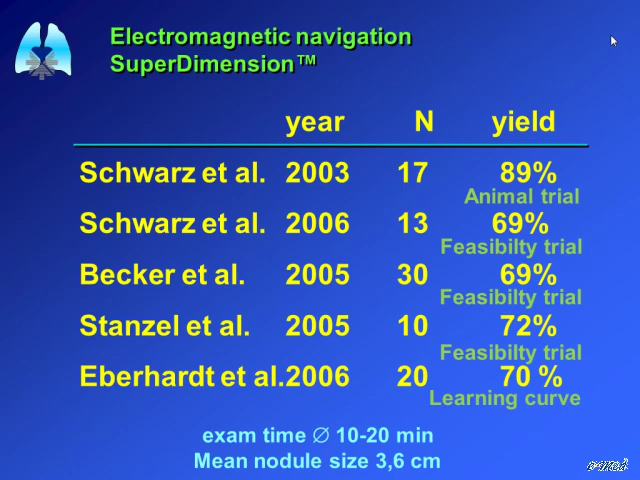 Electromagnetic navigation
SuperDimension™
year N yield
Schwarz et al. 2003 17 89%
Animal trial
Schwarz et al. 2006 13 69%
Feasibilty trial
Becker et al. 2005 30 69%
Feasibilty trial
Stanzel et al. 2005 10 72%
Feasibilty trial
Eberhardt et al. 2006 20 70 %
Learning curve
exam time ∅ 10-20 min
Mean nodule size 3,6 cm